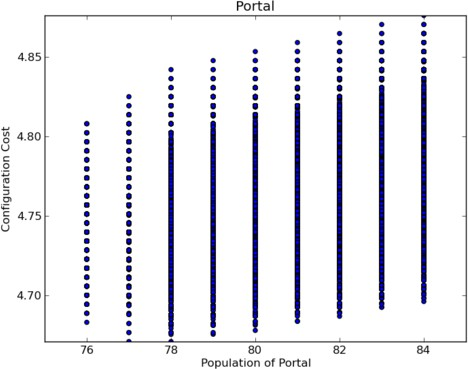 Portal
4.85
4.80
4.75
4.70
Configuration Cost
76 78 80 82 84
Population of Portal